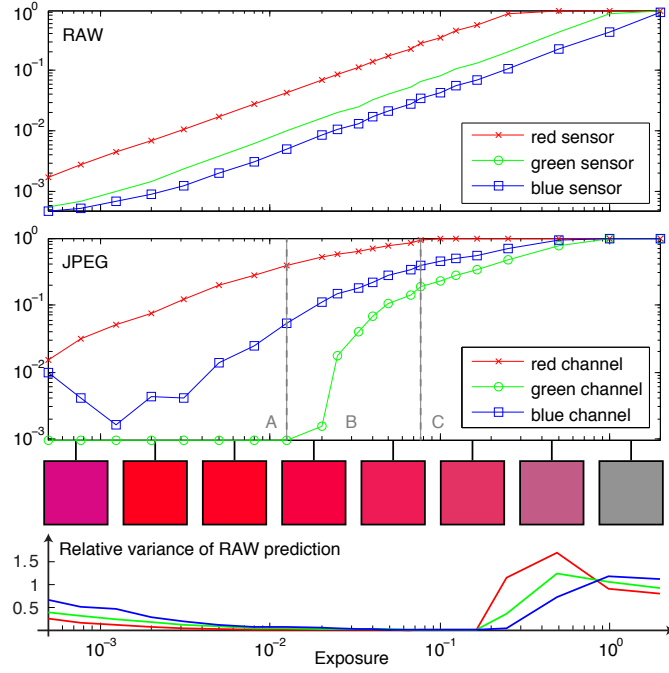 10^0
RAW
10^-1
10^-2
10^-3
red sensor
green sensor
blue sensor
10^0
JPEG
10^-1
10^-2
10^-3
A
B
C
red channel
green channel
blue channel
Relative variance of RAW prediction
1.5
1
0.5
10^-3
10^-2
10^-1
10^0
Exposure